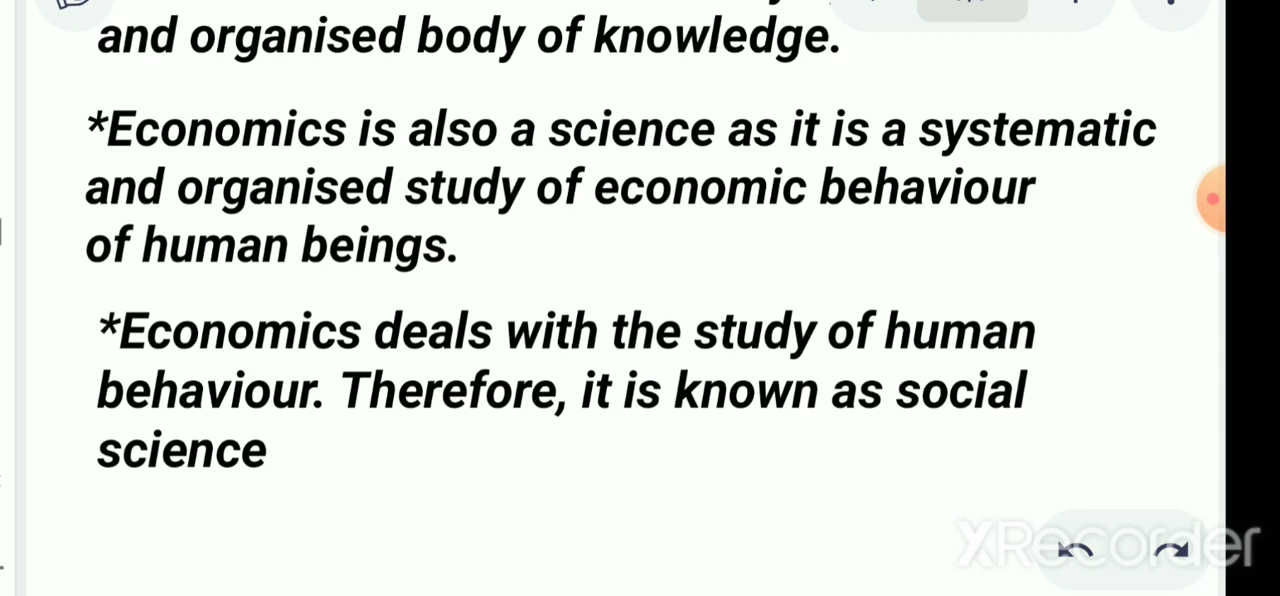 and organised body of knowledge.
*Economics is also a science as it is a systematic
and organised study of economic behaviour
of human beings.
*Economics deals with the study of human
behaviour. Therefore, it is known as social
science
XRecorder